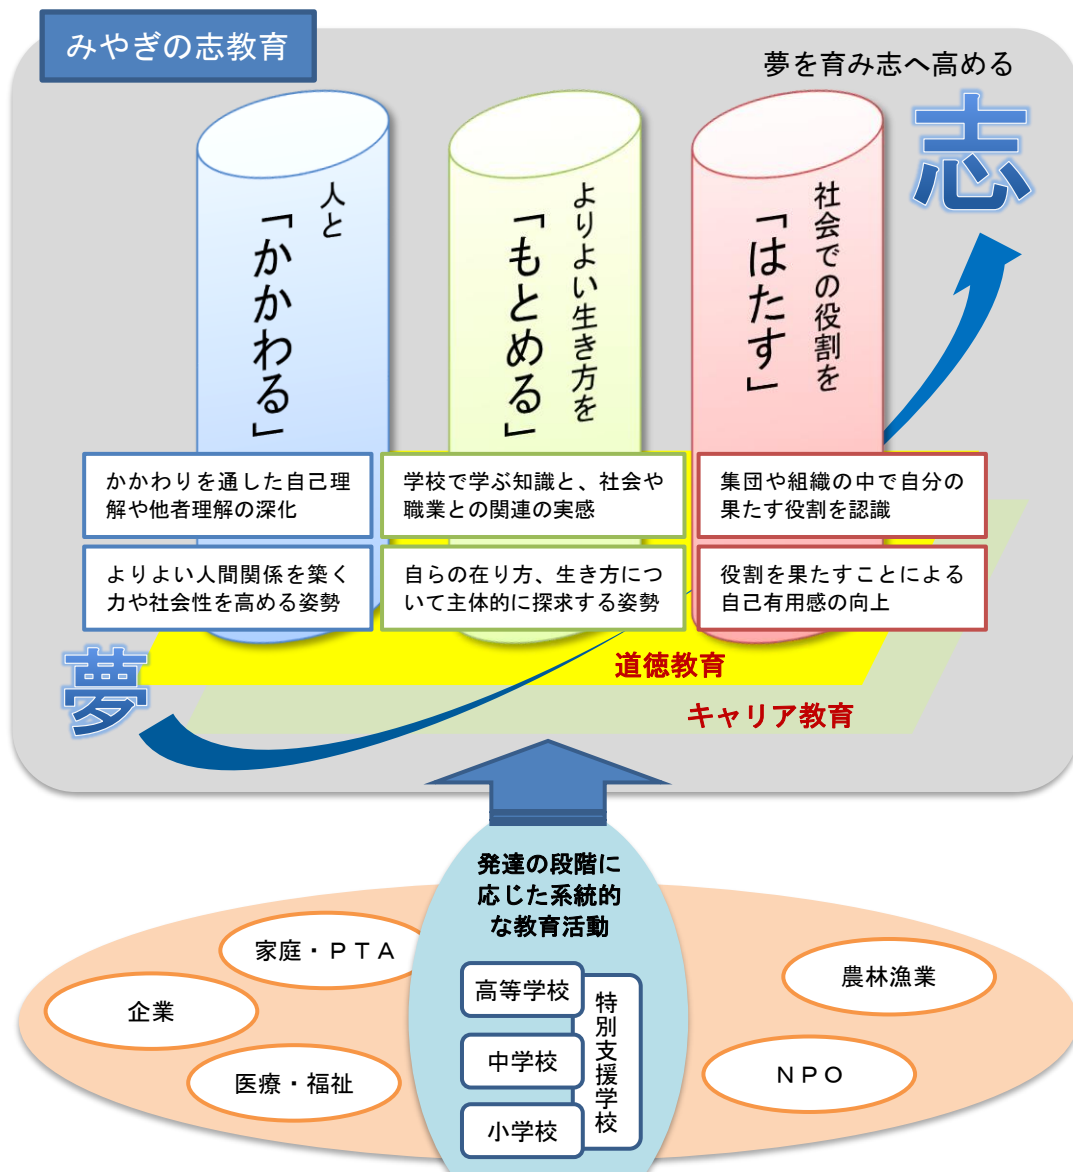 みやぎの志教育
夢を育み志へ高める
志
人と
「かかわる」
よりよい生き方を
「もとめる」
社会での役割を
「はたす」
かかわりを通した自己理
解や他者理解の深化
よりよい人間関係を築く
力や社会性を高める姿勢
学校で学ぶ知識と、社会や
職業との関連の実感
自らの在り方、生き方につ
いて主体的に探求する姿勢
集団や組織の中で自分の
果たす役割を認識
役割を果たすことによる
自己有用感の向上
夢
道徳教育
キャリア教育
発達の段階に
応じた系統的
な教育活動
家庭・ＰＴＡ
企業
医療・福祉
高等学校
中学校
小学校
特別支援学校
農林漁業
ＮＰＯ